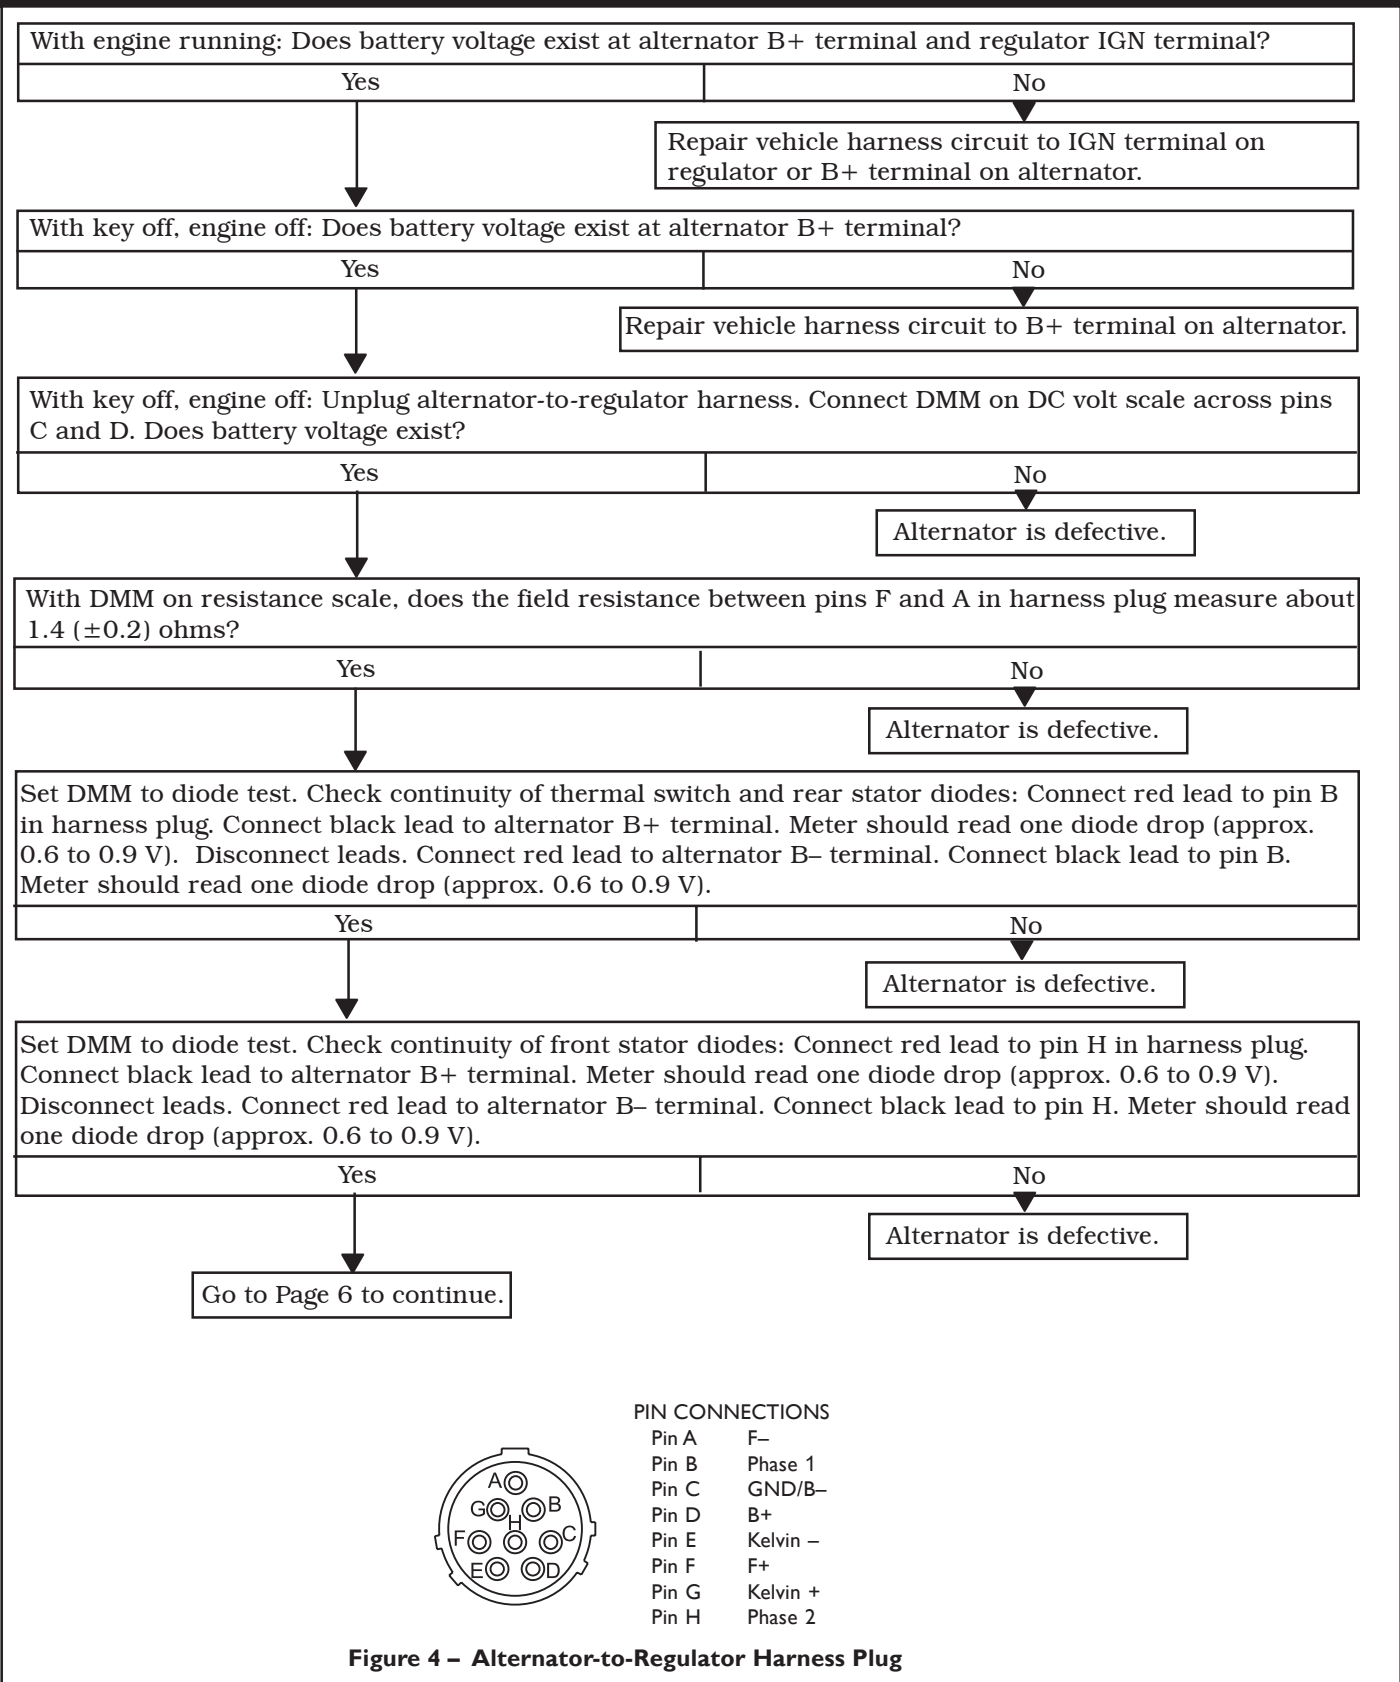 With engine running: Does battery voltage exist at alternator B+ terminal and regulator IGN terminal?
Yes
No
Repair vehicle harness circuit to IGN terminal on
regulator or B+ terminal on alternator.
With key off, engine off: Does battery voltage exist at alternator B+ terminal?
Yes
No
Repair vehicle harness circuit to B+ terminal on alternator.
With key off, engine off: Unplug alternator-to-regulator harness. Connect DMM on DC volt scale across pins
C and D. Does battery voltage exist?
Yes
No
Alternator is defective.
With DMM on resistance scale, does the field resistance between pins F and A in harness plug measure about
1.4 (±0.2) ohms?
Yes
No
Alternator is defective.
Set DMM to diode test. Check continuity of thermal switch and rear stator diodes: Connect red lead to pin B
in harness plug. Connect black lead to alternator B+ terminal. Meter should read one diode drop (approx.
0.6 to 0.9 V).  Disconnect leads. Connect red lead to alternator B– terminal. Connect black lead to pin B.
Meter should read one diode drop (approx. 0.6 to 0.9 V).
Yes
No
Alternator is defective.
Set DMM to diode test. Check continuity of front stator diodes: Connect red lead to pin H in harness plug.
Connect black lead to alternator B+ terminal. Meter should read one diode drop (approx. 0.6 to 0.9 V).
Disconnect leads. Connect red lead to alternator B– terminal. Connect black lead to pin H. Meter should read
one diode drop (approx. 0.6 to 0.9 V).
Yes
No
Alternator is defective.
Go to Page 6 to continue.
A
G B
H
F C
E D
PIN CONNECTIONS
Pin A F–
Pin B Phase 1
Pin C GND/B–
Pin D B+
Pin E Kelvin –
Pin F F+
Pin G Kelvin +
Pin H Phase 2
Figure 4 – Alternator-to-Regulator Harness Plug